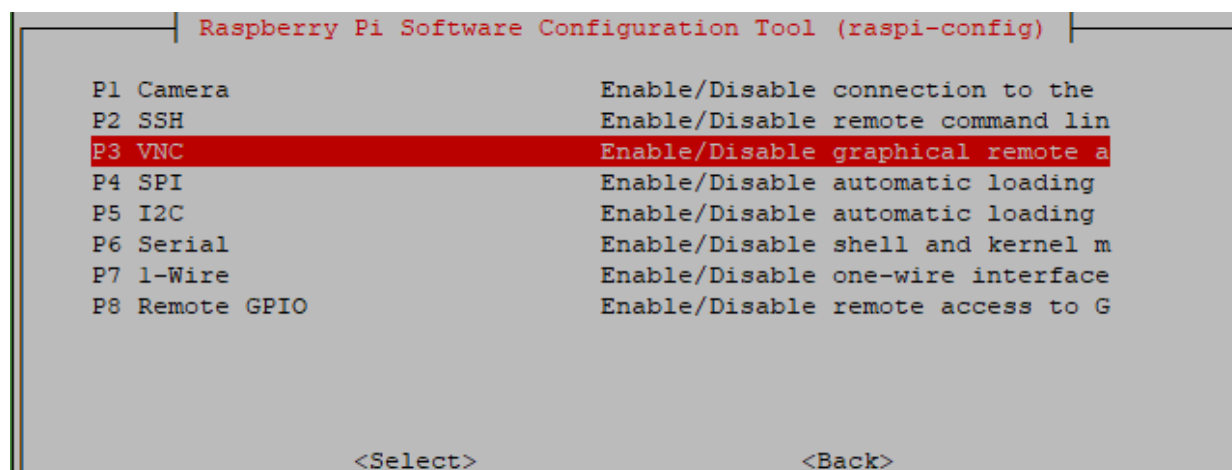 Raspberry Pi Software Configuration Tool (raspi-config)
P1 Camera Enable/Disable connection to the
P2 SSH Enable/Disable remote command lin
P3 VNC Enable/Disable graphical remote a
P4 SPI Enable/Disable automatic loading
P5 I2C Enable/Disable automatic loading
P6 Serial Enable/Disable shell and kernel m
P7 1-Wire Enable/Disable one-wire interface
P8 Remote GPIO Enable/Disable remote access to G
<Select> <Back>